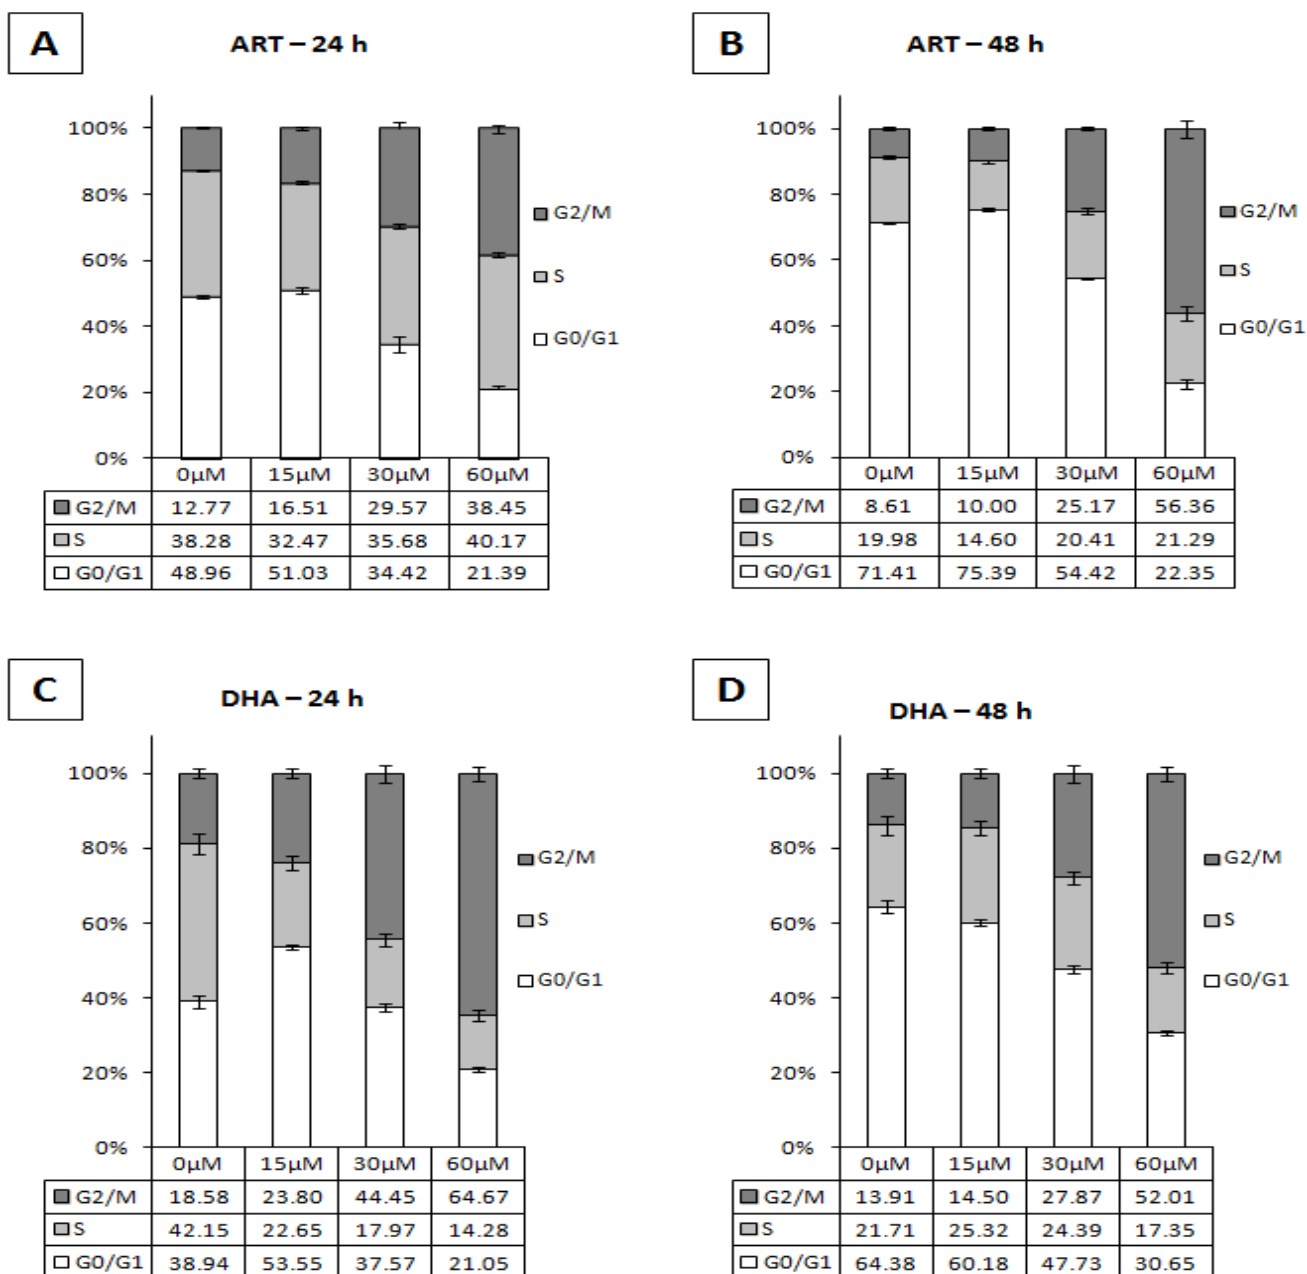 A
ART – 24 h
100%
80%
60%
40%
20%
0%
G2/M
S
G0/G1
0µM 15µM 30µM 60µM
G2/M 12.77 16.51 29.57 38.45
S 38.28 32.47 35.68 40.17
G0/G1 48.96 51.03 34.42 21.39
B
ART – 48 h
100%
80%
60%
40%
20%
0%
G2/M
S
G0/G1
0µM 15µM 30µM 60µM
G2/M 8.61 10.00 25.17 56.36
S 19.98 14.60 20.41 21.29
G0/G1 71.41 75.39 54.42 22.35
C
DHA – 24 h
100%
80%
60%
40%
20%
0%
G2/M
S
G0/G1
0µM 15µM 30µM 60µM
G2/M 18.58 23.80 44.45 64.67
S 42.15 22.65 17.97 14.28
G0/G1 38.94 53.55 37.57 21.05
D
DHA – 48 h
100%
80%
60%
40%
20%
0%
G2/M
S
G0/G1
0µM 15µM 30µM 60µM
G2/M 13.91 14.50 27.87 52.01
S 21.71 25.32 24.39 17.35
G0/G1 64.38 60.18 47.73 30.65